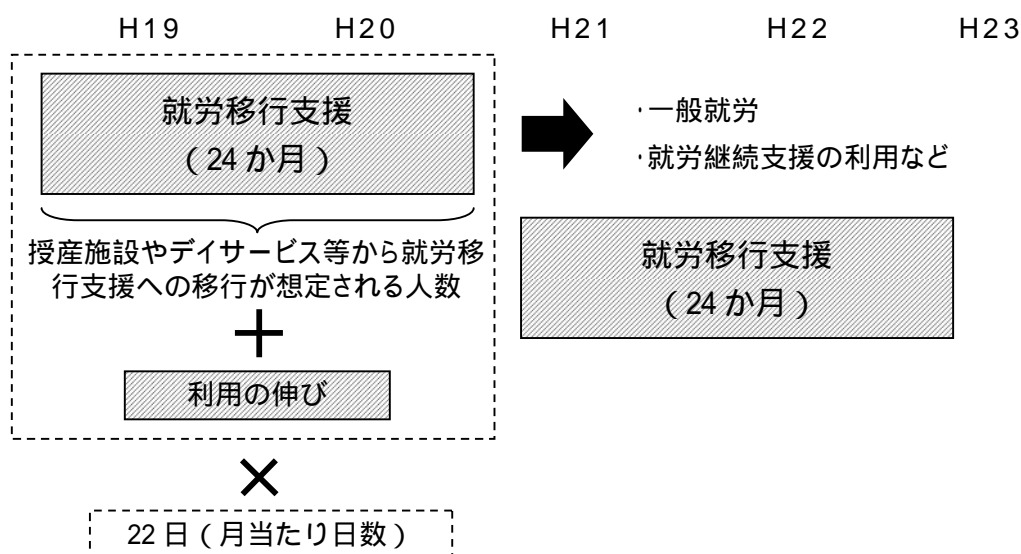 H19 H20 H21 H22 H23
就労移行支援
(24か月)
・一般就労
・就労継続支援の利用など
授産施設やデイサービス等から就労移
行支援への移行が想定される人数
就労移行支援
(24か月)
+
利用の伸び
×
22日(月当たり日数)